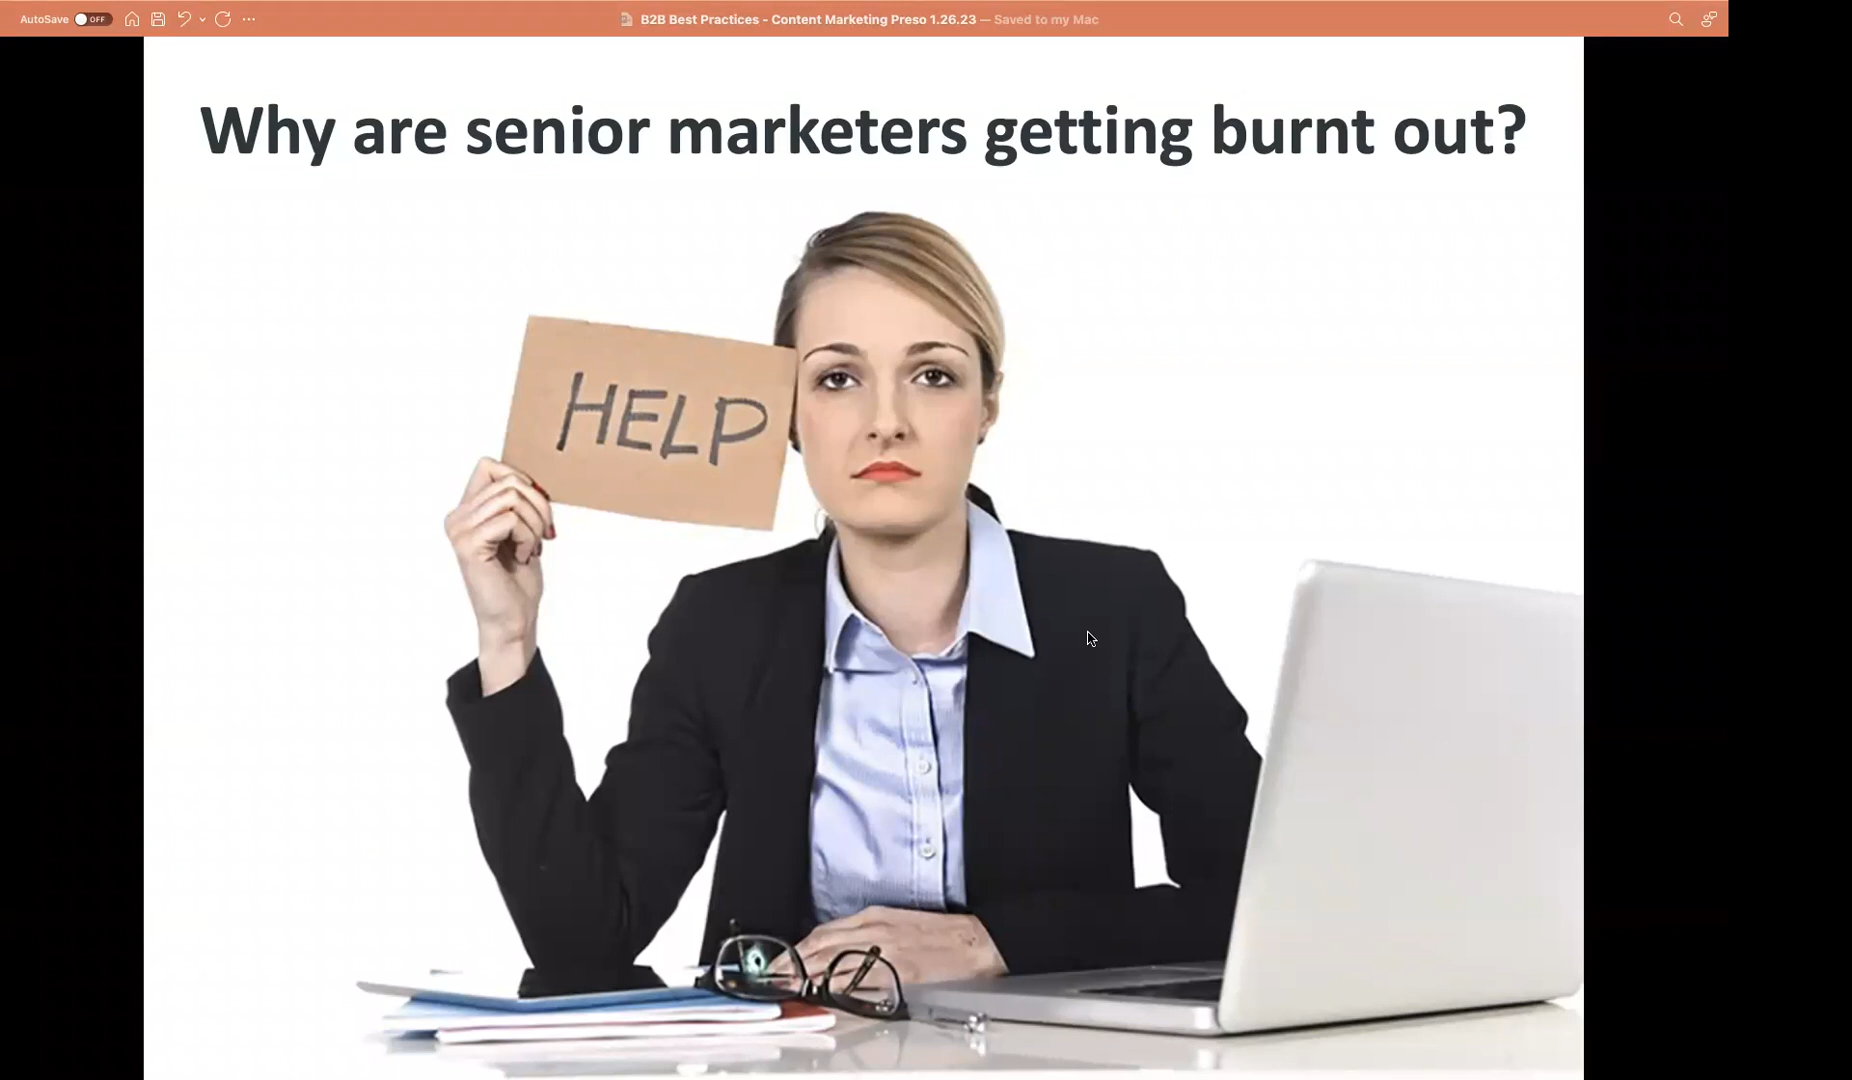 AutoSave OFF
B2B Best Practices - Content Marketing Preso 1.26.23 — Saved to my Mac
Why are senior marketers getting burnt out?
HELP